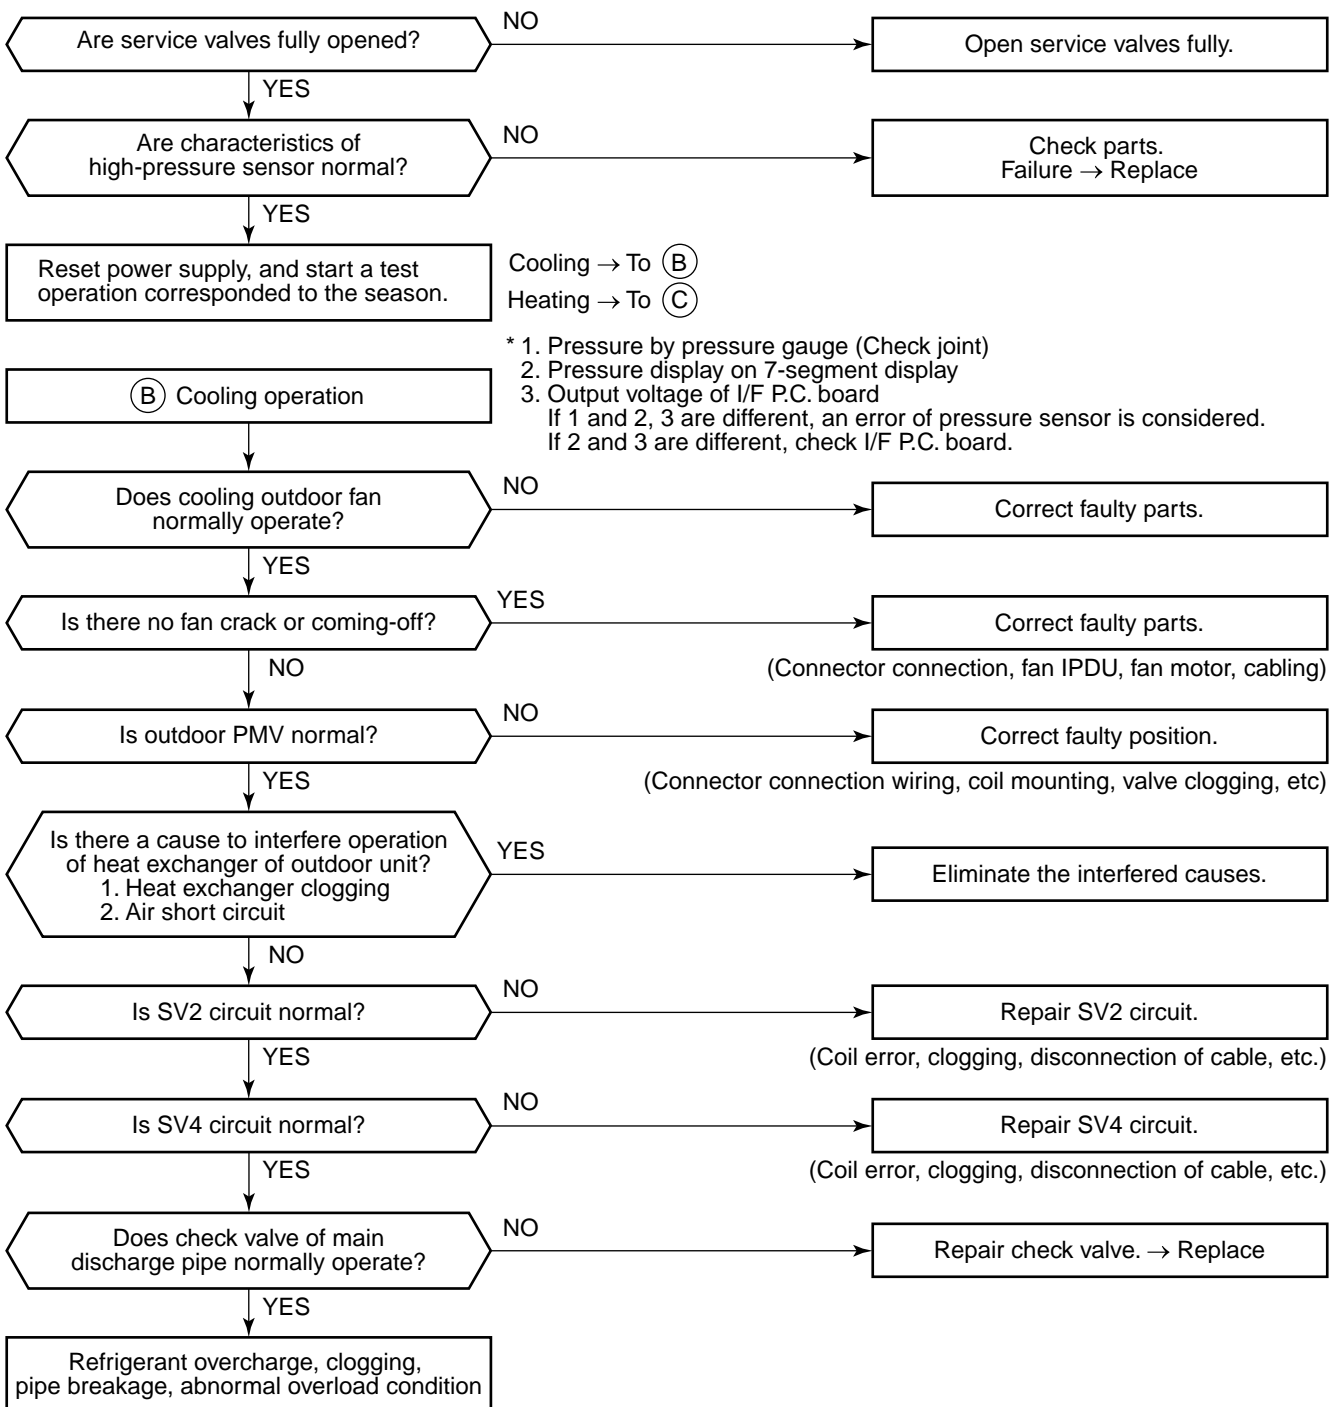 Are service valves fully opened?
NO
Open service valves fully.
YES
Are characteristics of
high-pressure sensor normal?
NO
Check parts.
Failure → Replace
YES
Reset power supply, and start a test
operation corresponded to the season.
Cooling → To B
Heating → To C
* 1. Pressure by pressure gauge (Check joint)
2. Pressure display on 7-segment display
3. Output voltage of I/F P.C. board
If 1 and 2, 3 are different, an error of pressure sensor is considered.
If 2 and 3 are different, check I/F P.C. board.
B Cooling operation
Does cooling outdoor fan
normally operate?
NO
Correct faulty parts.
YES
Is there no fan crack or coming-off?
YES
Correct faulty parts.
(Connector connection, fan IPDU, fan motor, cabling)
NO
Is outdoor PMV normal?
NO
Correct faulty position.
(Connector connection wiring, coil mounting, valve clogging, etc)
YES
Is there a cause to interfere operation
of heat exchanger of outdoor unit?
1. Heat exchanger clogging
2. Air short circuit
YES
Eliminate the interfered causes.
NO
Is SV2 circuit normal?
NO
Repair SV2 circuit.
(Coil error, clogging, disconnection of cable, etc.)
YES
Is SV4 circuit normal?
NO
Repair SV4 circuit.
(Coil error, clogging, disconnection of cable, etc.)
YES
Does check valve of main
discharge pipe normally operate?
NO
Repair check valve. → Replace
YES
Refrigerant overcharge, clogging,
pipe breakage, abnormal overload condition